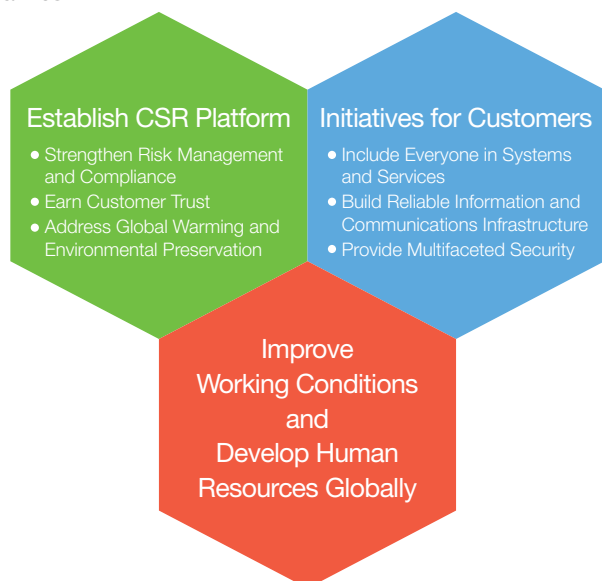 Establish CSR Platform
● Strengthen Risk Management
and Compliance
● Earn Customer Trust
● Address Global Warming and
Environmental Preservation
Initiatives for Customers
● Include Everyone in Systems
and Services
● Build Reliable Information and
Communications Infrastructure
● Provide Multifaceted Security
Improve
Working Conditions
and
Develop Human
Resources Globally